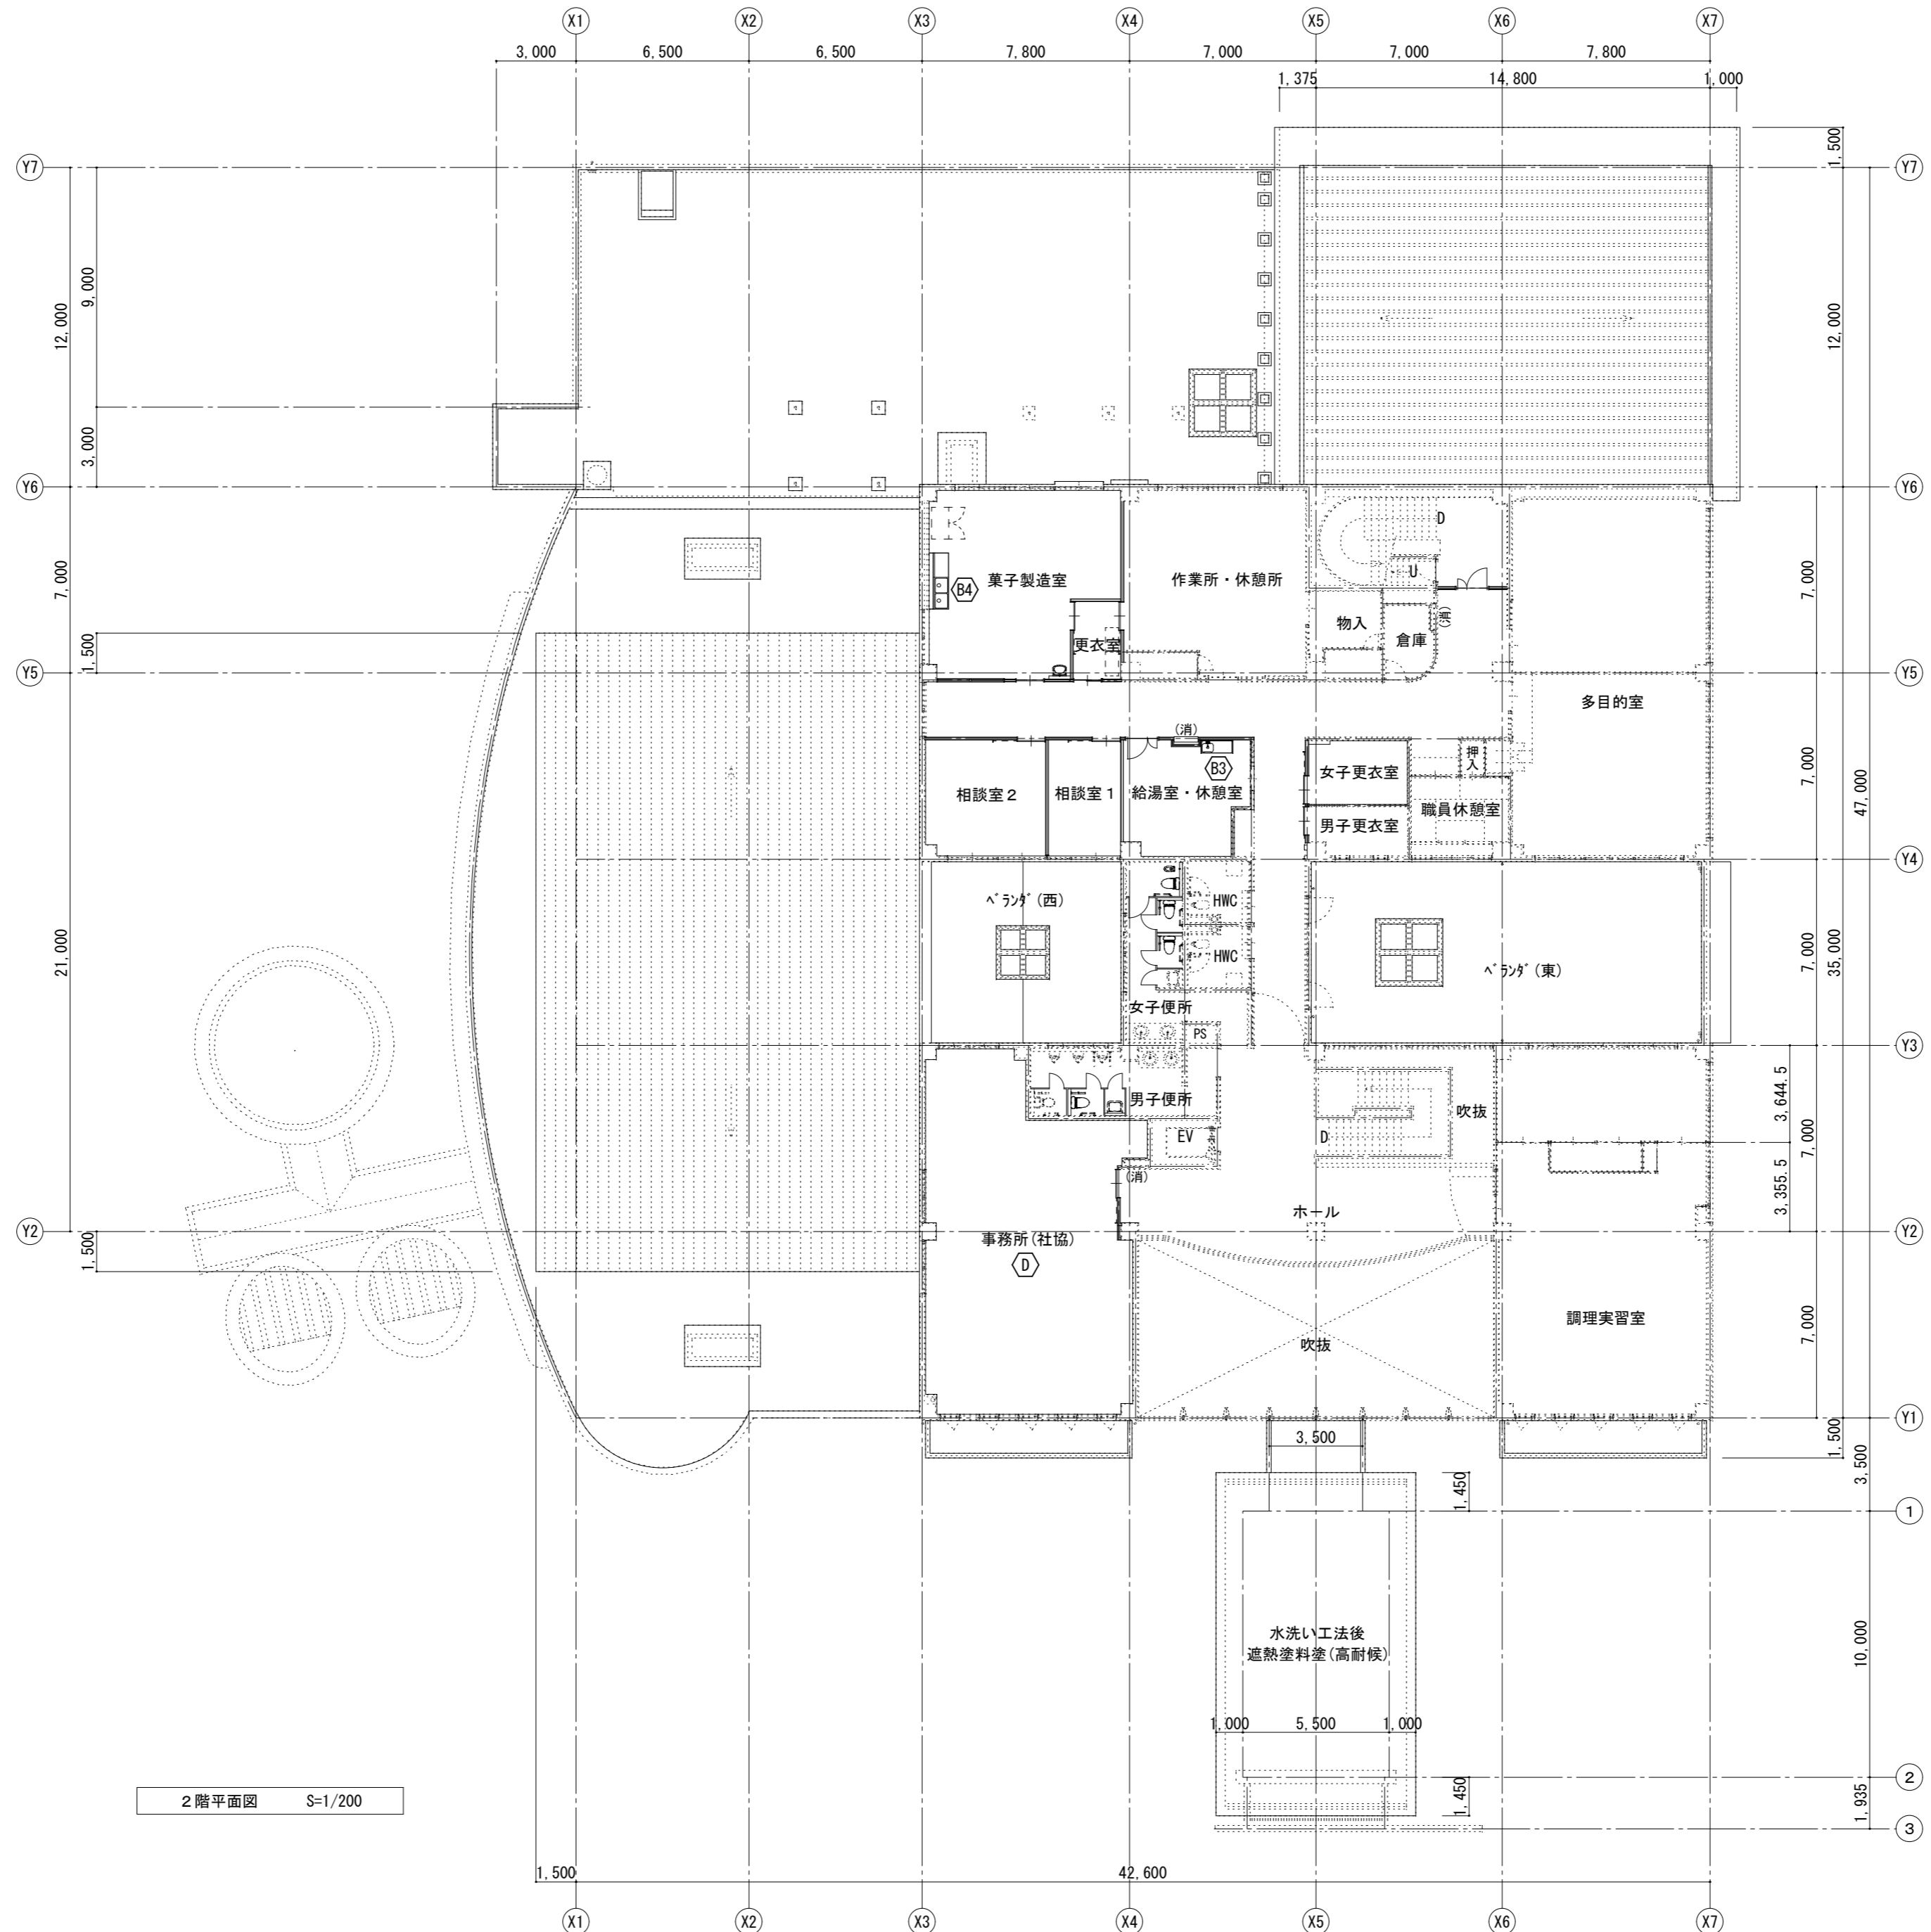 X1 X2 X3 X4 X5 X6 X7
3,000 6,500 6,500 7,800 7,000 7,000 7,800
1,375 14,800 1,000
1,500
Y7 Y7
9,000
12,000 12,000
3,000
Y6 Y6
D
菓子製造室 作業所・休憩所 U
B4
7,000 7,000
物入 (消)
更衣室 倉庫
1,500
Y5 Y5
多目的室
(消)
B3 押入
女子更衣室
相談室2 相談室1 給湯室・休憩室
職員休憩室
男子更衣室
7,000 47,000
Y4 Y4
ベランダ(西) HWC
HWC ベランダ(東)
21,000 7,000 35,000
女子便所
PS
Y3 Y3
3,644.5
男子便所 吹抜
EV D
7,000
(消)
3,355.5
ホール
Y2 Y2
事務所(社協)
D
1,500
調理実習室
吹抜
7,000
Y1 Y1
3,500 1,500
3,500
1,450
1
水洗い工法後
遮熱塗料塗(高耐候)
10,000
1,000 5,500 1,000
2
1,450 1,935
3
2階平面図 S=1/200
1,500 42,600
X1 X2 X3 X4 X5 X6 X7